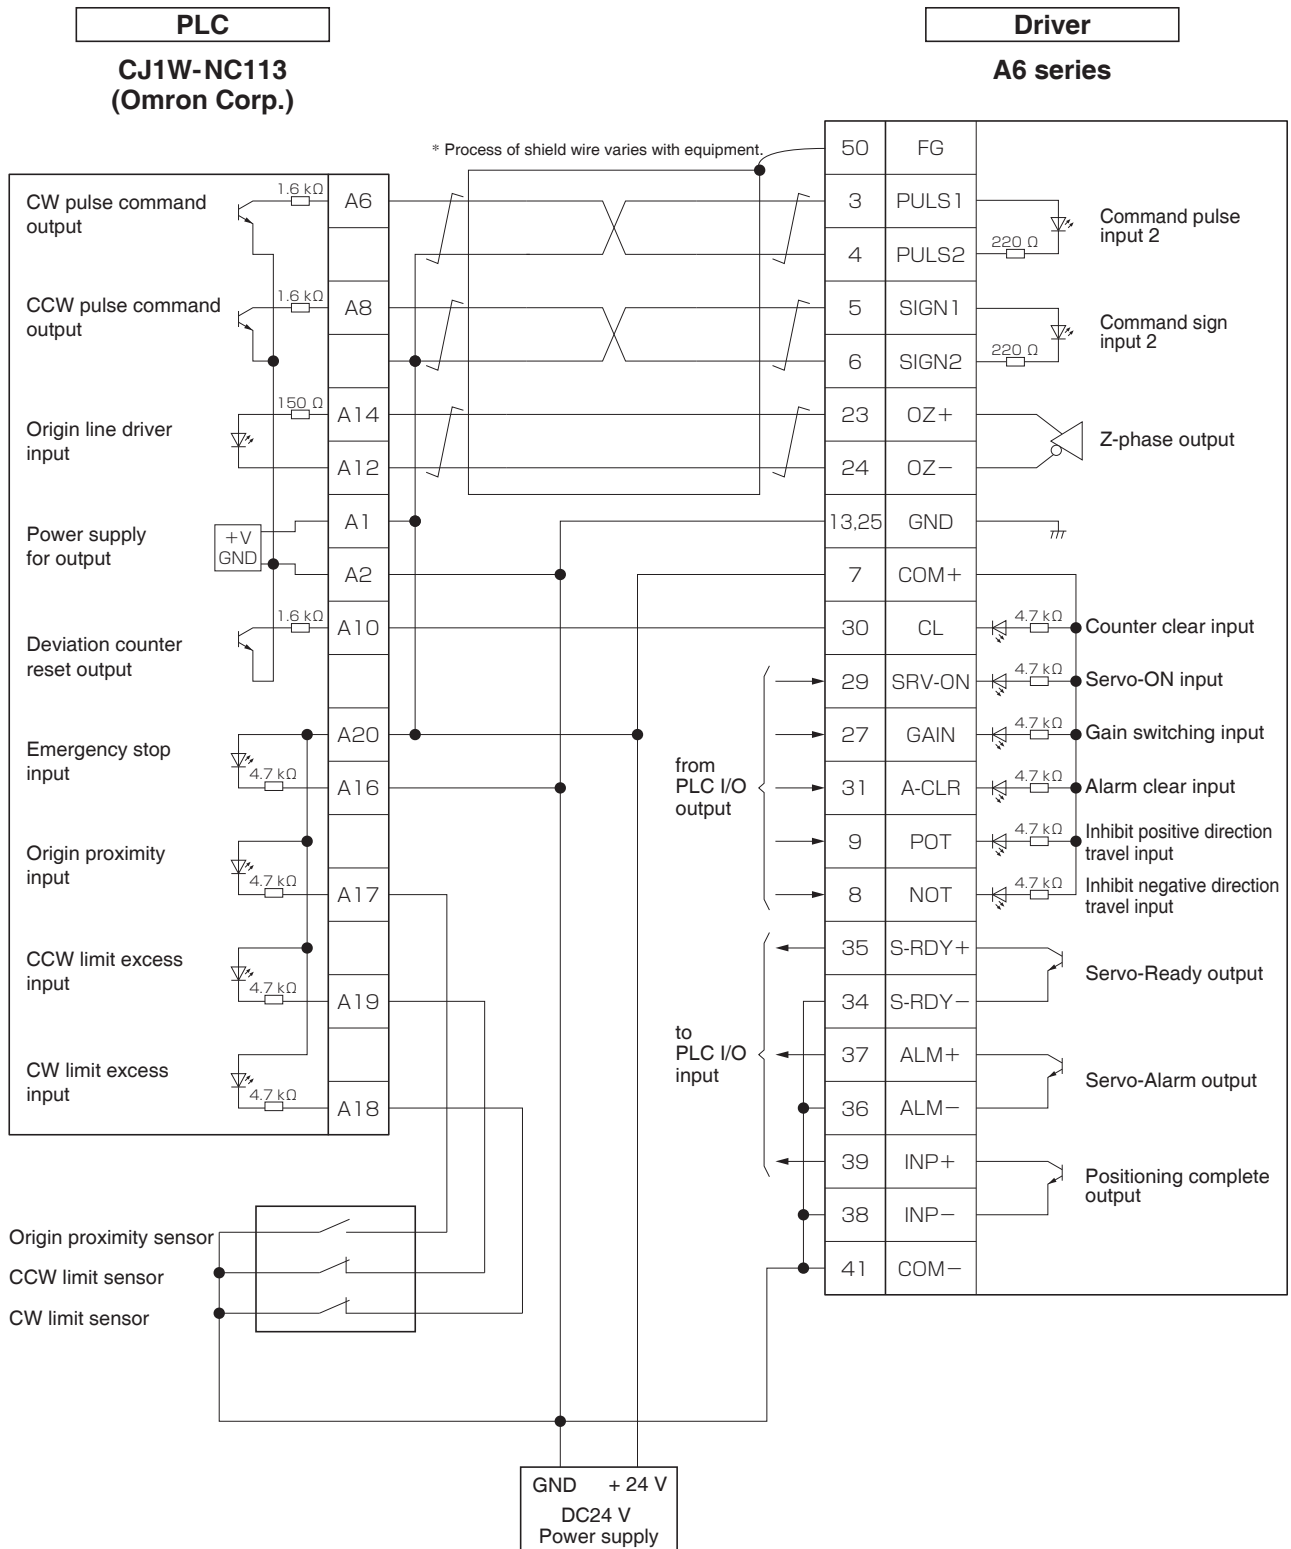 PLC
CJ1W-NC113
(Omron Corp.)
Driver
A6 series
* Process of shield wire varies with equipment.
CW pulse command
output
1.6 kΩ
A6
CCW pulse command
output
1.6 kΩ
A8
Origin line driver
input
150 Ω
A14
A12
Power supply
for output
+V
GND
A1
A2
Deviation counter
reset output
1.6 kΩ
A10
Emergency stop
input
4.7 kΩ
A20
A16
Origin proximity
input
4.7 kΩ
A17
CCW limit excess
input
4.7 kΩ
A19
CW limit excess
input
4.7 kΩ
A18
Origin proximity sensor
CCW limit sensor
CW limit sensor
from
PLC I/O
output
to
PLC I/O
input
50 FG
3 PULS1
4 PULS2
220 Ω
Command pulse
input 2
5 SIGN1
6 SIGN2
220 Ω
Command sign
input 2
23 OZ+
24 OZ−
Z-phase output
13,25 GND
7 COM+
30 CL 4.7 kΩ Counter clear input
29 SRV-ON 4.7 kΩ Servo-ON input
27 GAIN 4.7 kΩ Gain switching input
31 A-CLR 4.7 kΩ Alarm clear input
9 POT 4.7 kΩ Inhibit positive direction
travel input
8 NOT 4.7 kΩ Inhibit negative direction
travel input
35 S-RDY+
34 S-RDY−
Servo-Ready output
37 ALM+
36 ALM−
Servo-Alarm output
39 INP+
38 INP−
Positioning complete
output
41 COM−
GND + 24 V
DC24 V
Power supply